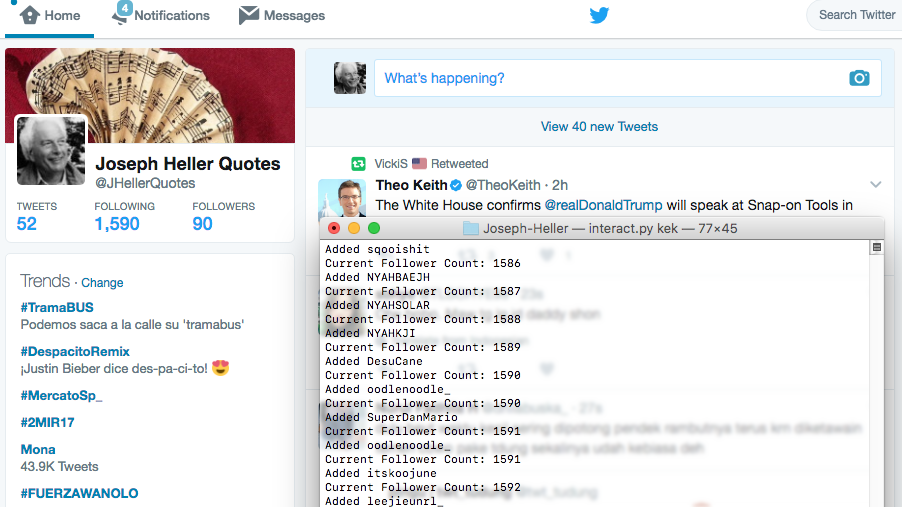 Home
4
Notifications
Messages
Search Twitter
Joseph Heller Quotes
@JHellerQuotes
TWEETS FOLLOWING FOLLOWERS
52 1,590 90
Trends · Change
#TramaBUS
Podemos saca a la calle su 'tramabus'
#DespacitoRemix
¡Justin Bieber dice des-pa-ci-to! 😍
#MercatoSp_
#2MIR17
Mona
43.9K Tweets
#FUERZAWANOLO
What's happening?
View 40 new Tweets
VickiS 🇺🇸 Retweeted
Theo Keith @TheoKeith · 2h
The White House confirms @realDonaldTrump will speak at Snap-on Tools in
Joseph-Heller — interact.py kek — 77×45
Added sqooishit
Current Follower Count: 1586
Added NYAHBAEJH
Current Follower Count: 1587
Added NYAHSOLAR
Current Follower Count: 1588
Added NYAHKJI
Current Follower Count: 1589
Added DesuCane
Current Follower Count: 1590
Added oodlenoodle_
Current Follower Count: 1590
Added SuperDanMario
Current Follower Count: 1591
Added oodlenoodle_
Current Follower Count: 1591
Added itskoojune
Current Follower Count: 1592
Added leejieunrl_